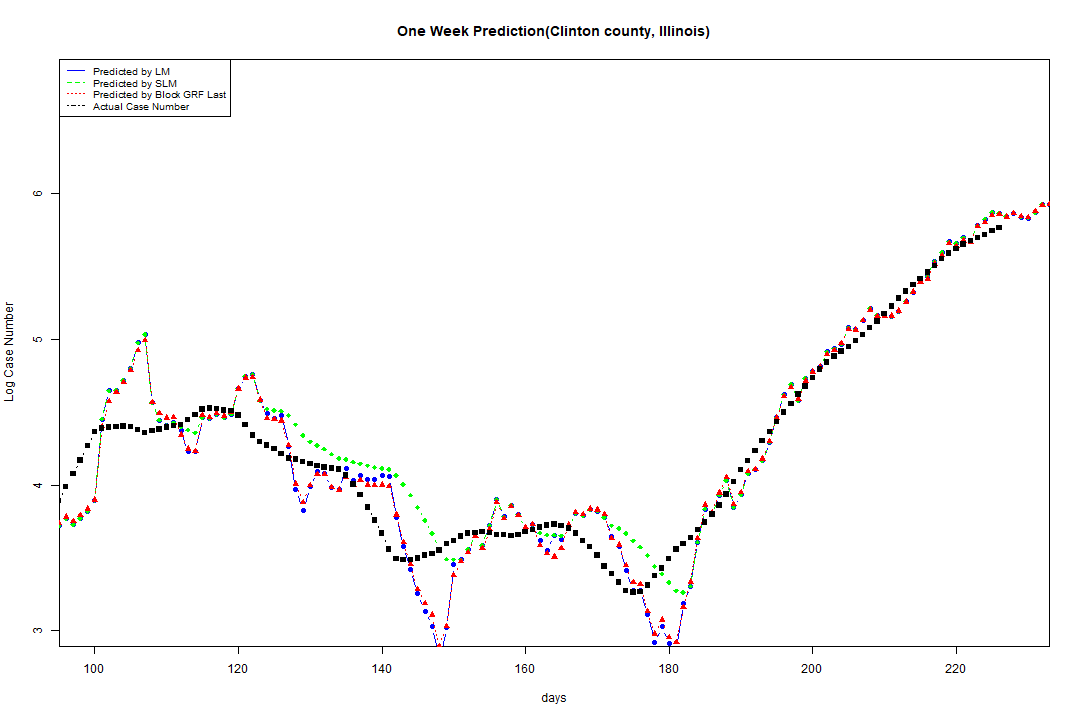 One Week Prediction(Clinton county, Illinois)
Predicted by LM
Predicted by SLM
Predicted by Block GRF Last
Actual Case Number
6
5
4
3
Log Case Number
100 120 140 160 180 200 220
days